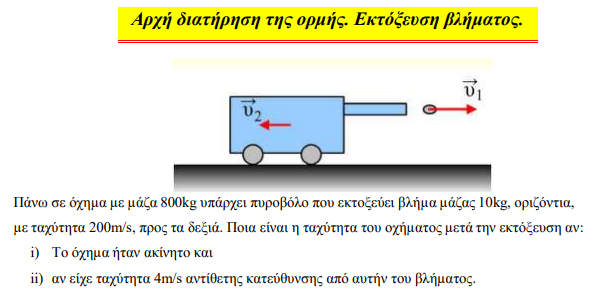 Αρχή διατήρηση της ορμής. Εκτόξευση βλήματος.
υ⃗₁
υ⃗₂
Πάνω σε όχημα με μάζα 800kg υπάρχει πυροβόλο που εκτοξεύει βλήμα μάζας 10kg, οριζόντια,
με ταχύτητα 200m/s, προς τα δεξιά. Ποια είναι η ταχύτητα του οχήματος μετά την εκτόξευση αν:
i) Το όχημα ήταν ακίνητο και
ii) αν είχε ταχύτητα 4m/s αντίθετης κατεύθυνσης από αυτήν του βλήματος.